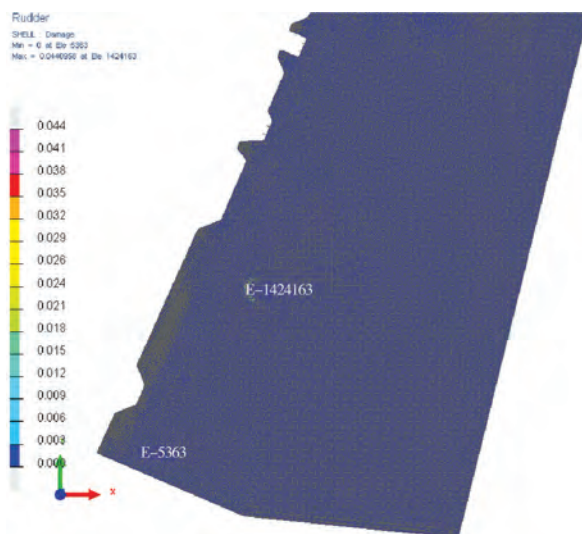 Rudder
SHELL : Damage
Min = 0 at Ele 5363
Max = 0.0440958 at Ele 1424163
0.044
0.041
0.038
0.035
0.032
0.029
0.026
0.024
0.021
0.018
0.015
0.012
0.009
0.006
0.003
0.000
E-1424163
E-5363
x